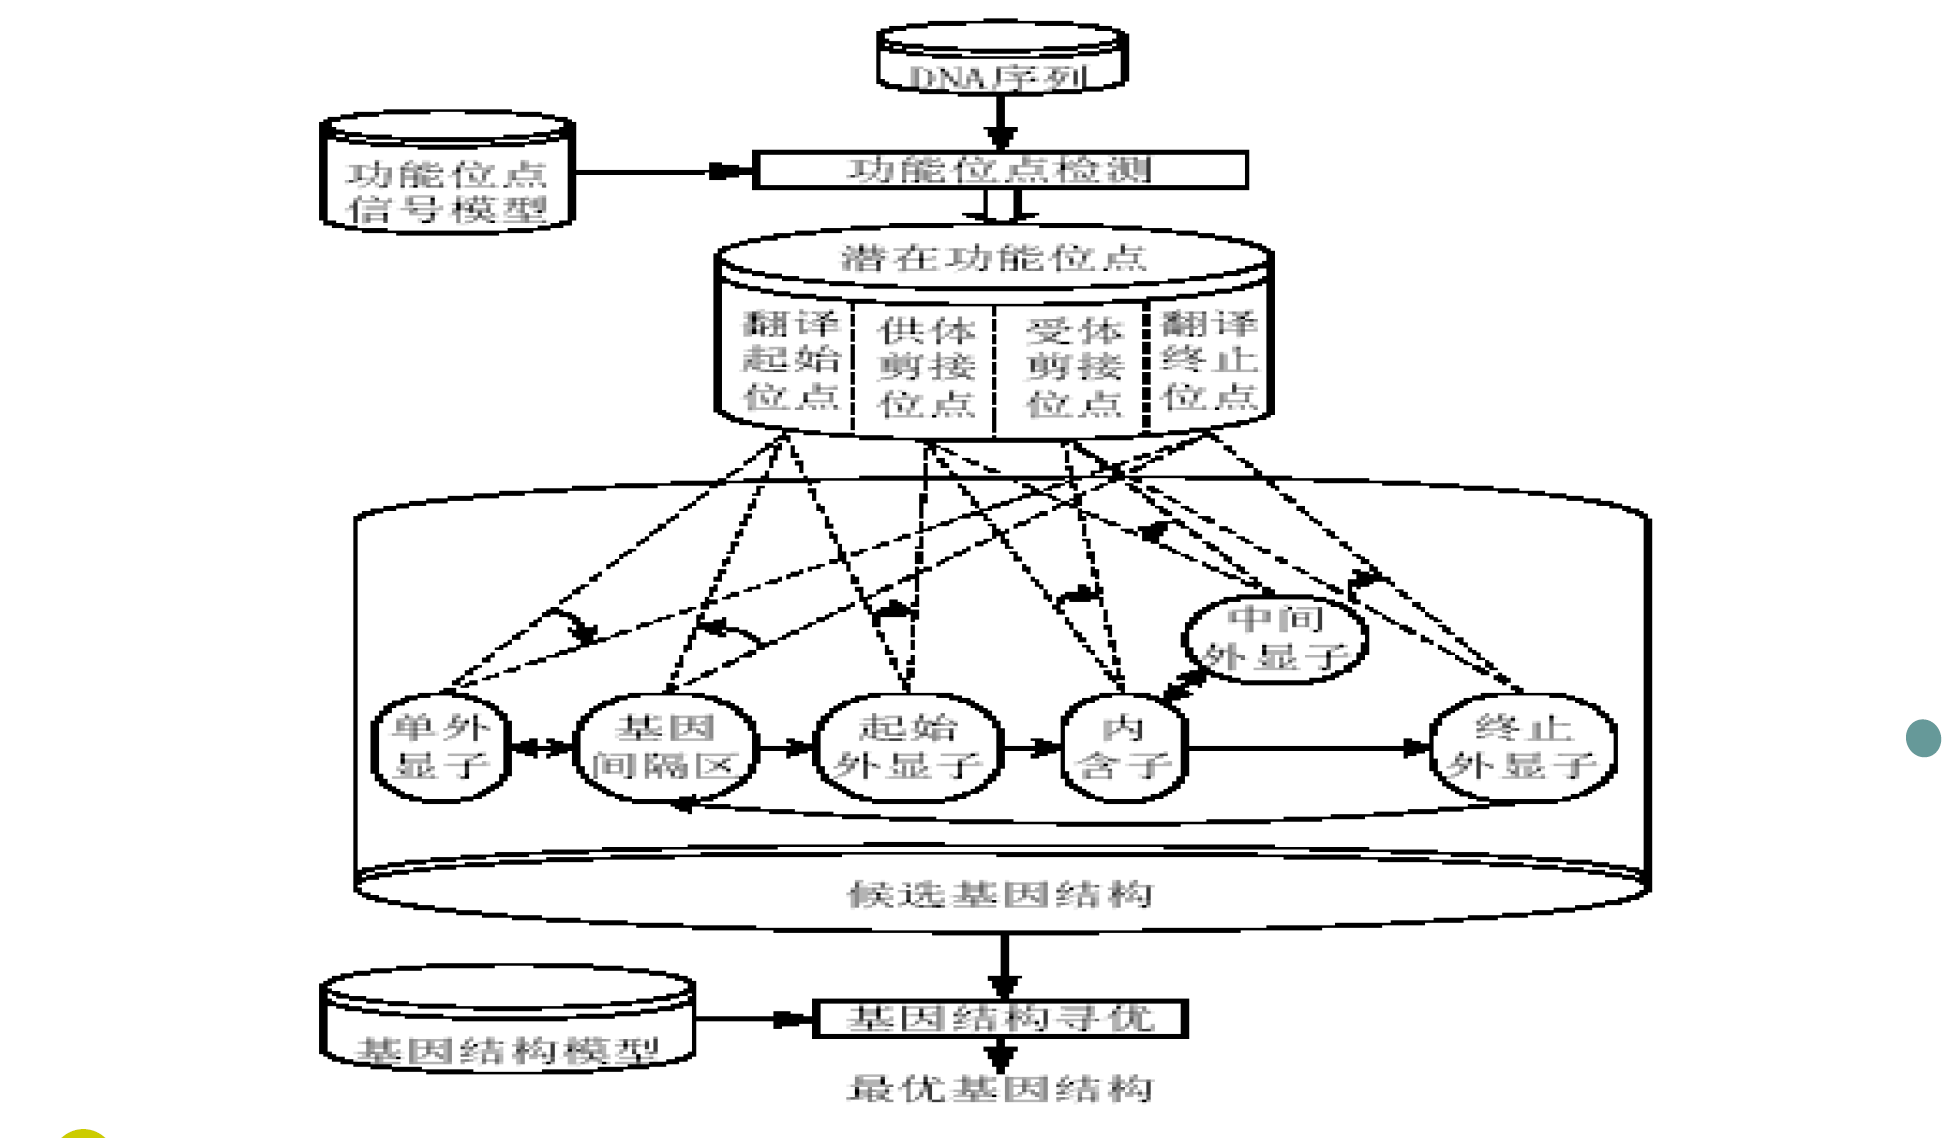 DNA序列
功能位点
信号模型
功能位点检测
潜在功能位点
翻译
起始
位点
供体
剪接
位点
受体
剪接
位点
翻译
终止
位点
中间
外显子
单外
显子
基因
间隔区
起始
外显子
内
含子
终止
外显子
候选基因结构
基因结构模型
基因结构寻优
最优基因结构